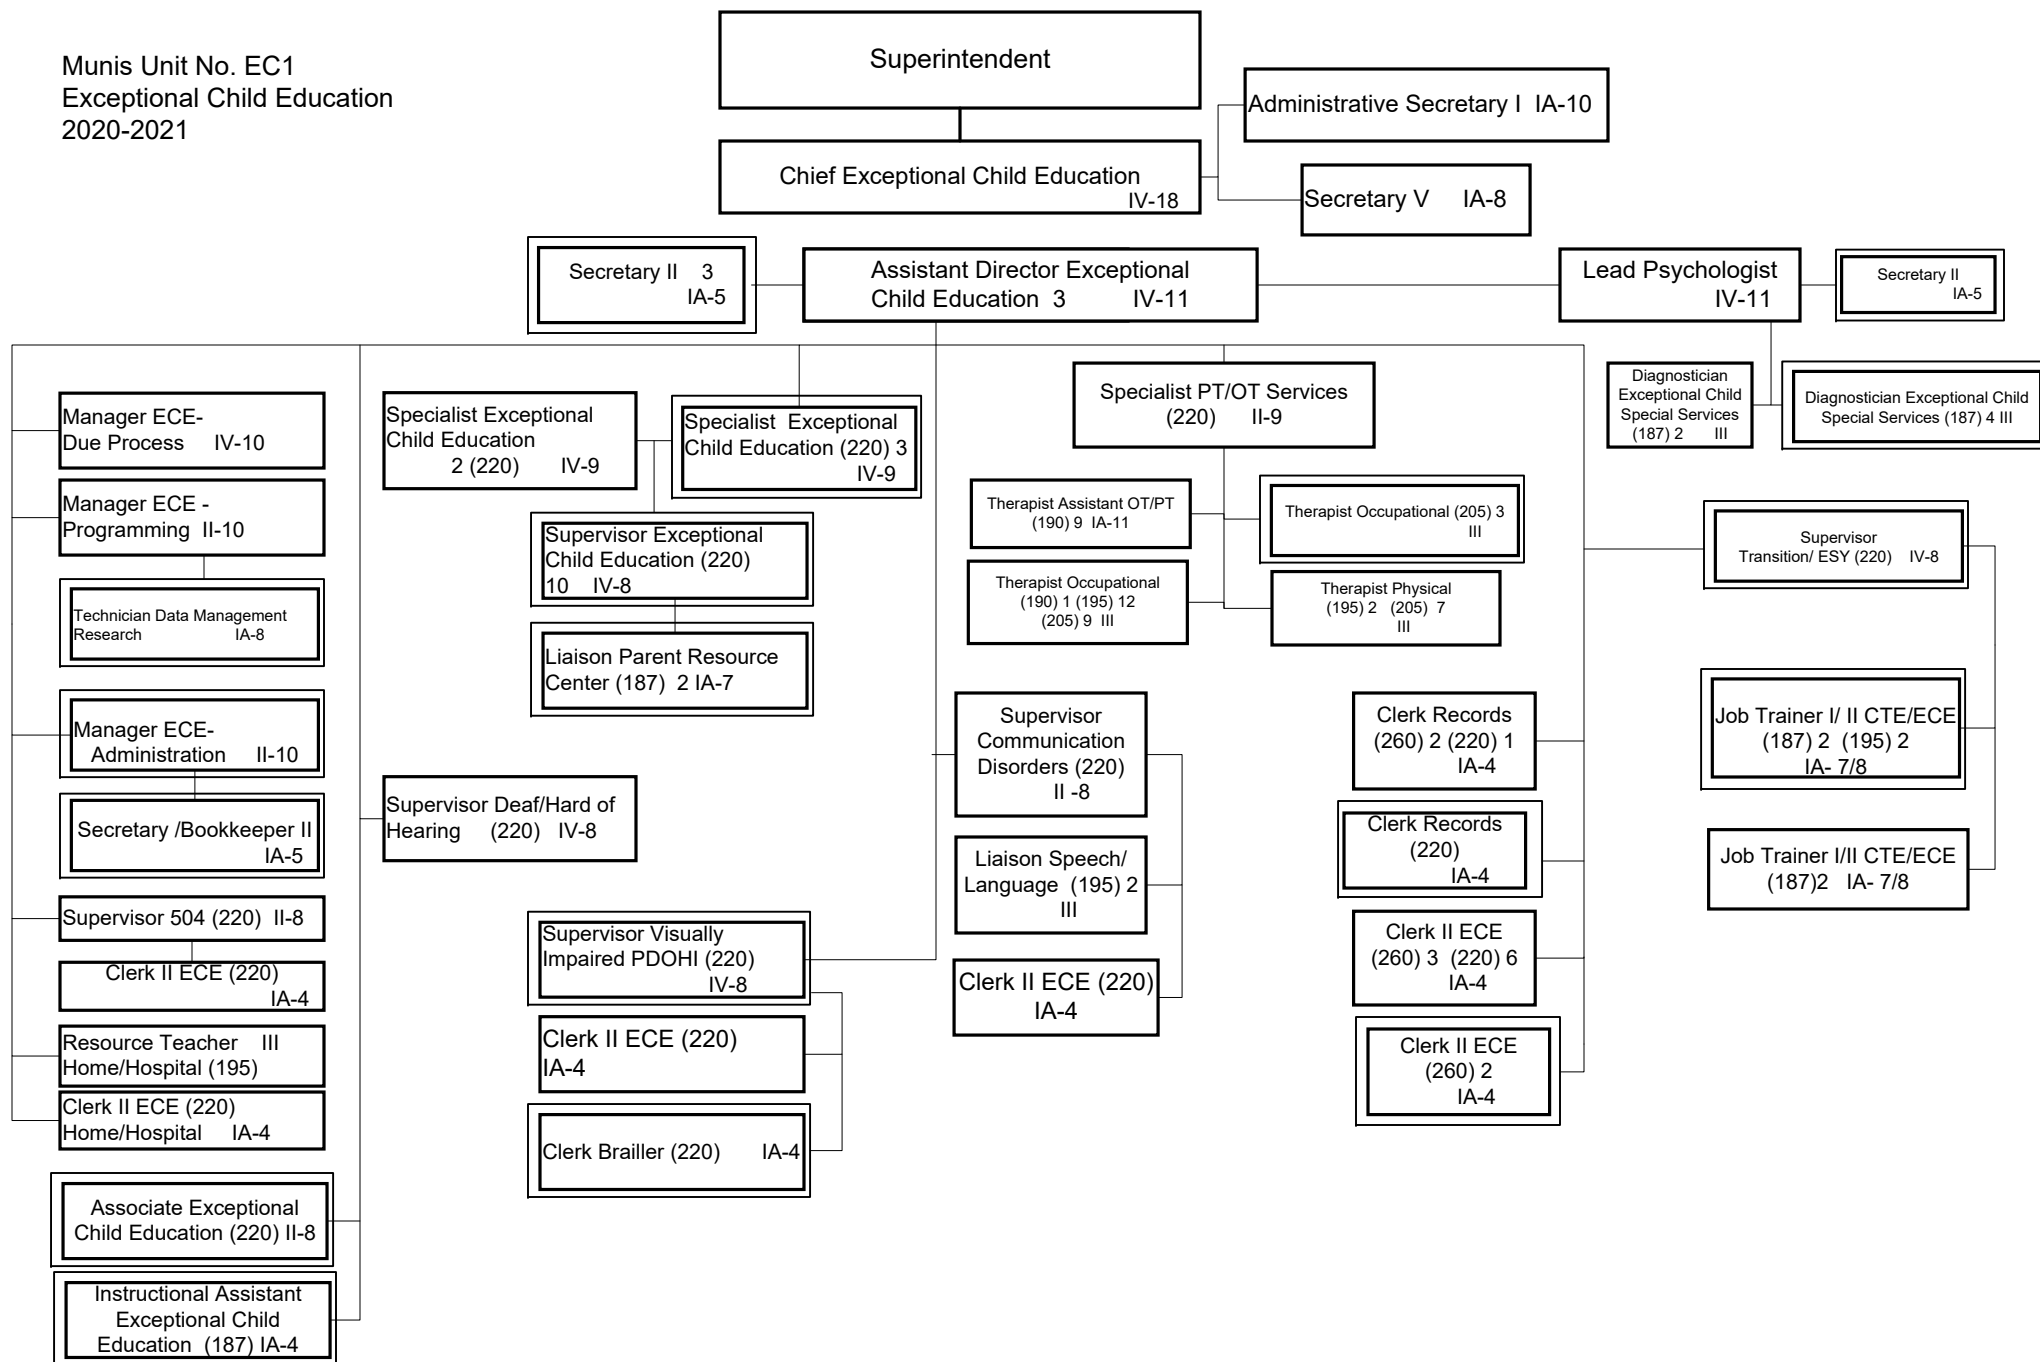 Munis Unit No. EC1
Exceptional Child Education
2020-2021
Superintendent
Administrative Secretary I IA-10
Chief Exceptional Child Education
IV-18
Secretary V IA-8
Secretary II 3
IA-5
Assistant Director Exceptional
Child Education 3 IV-11
Lead Psychologist
IV-11
Secretary II
IA-5
Diagnostician
Exceptional Child
Special Services
(187) 2 III
Diagnostician Exceptional Child
Special Services (187) 4 III
Manager ECE-
Due Process IV-10
Manager ECE -
Programming II-10
Technician Data Management
Research IA-8
Manager ECE-
Administration II-10
Secretary /Bookkeeper II
IA-5
Supervisor 504 (220) II-8
Clerk II ECE (220)
IA-4
Resource Teacher III
Home/Hospital (195)
Clerk II ECE (220)
Home/Hospital IA-4
Associate Exceptional
Child Education (220) II-8
Instructional Assistant
Exceptional Child
Education (187) IA-4
Specialist Exceptional
Child Education
2 (220) IV-9
Specialist Exceptional
Child Education (220) 3
IV-9
Supervisor Exceptional
Child Education (220)
10 IV-8
Liaison Parent Resource
Center (187) 2 IA-7
Supervisor Deaf/Hard of
Hearing (220) IV-8
Supervisor Visually
Impaired PDOHI (220)
IV-8
Clerk II ECE (220)
IA-4
Clerk Brailler (220) IA-4
Specialist PT/OT Services
(220) II-9
Therapist Assistant OT/PT
(190) 9 IA-11
Therapist Occupational (205) 3
III
Therapist Occupational
(190) 1 (195) 12
(205) 9 III
Therapist Physical
(195) 2 (205) 7
III
Supervisor
Communication
Disorders (220)
II -8
Liaison Speech/
Language (195) 2
III
Clerk II ECE (220)
IA-4
Clerk Records
(260) 2 (220) 1
IA-4
Clerk Records
(220)
IA-4
Clerk II ECE
(260) 3 (220) 6
IA-4
Clerk II ECE
(260) 2
IA-4
Supervisor
Transition/ ESY (220) IV-8
Job Trainer I/ II CTE/ECE
(187) 2 (195) 2
IA- 7/8
Job Trainer I/II CTE/ECE
(187)2 IA- 7/8